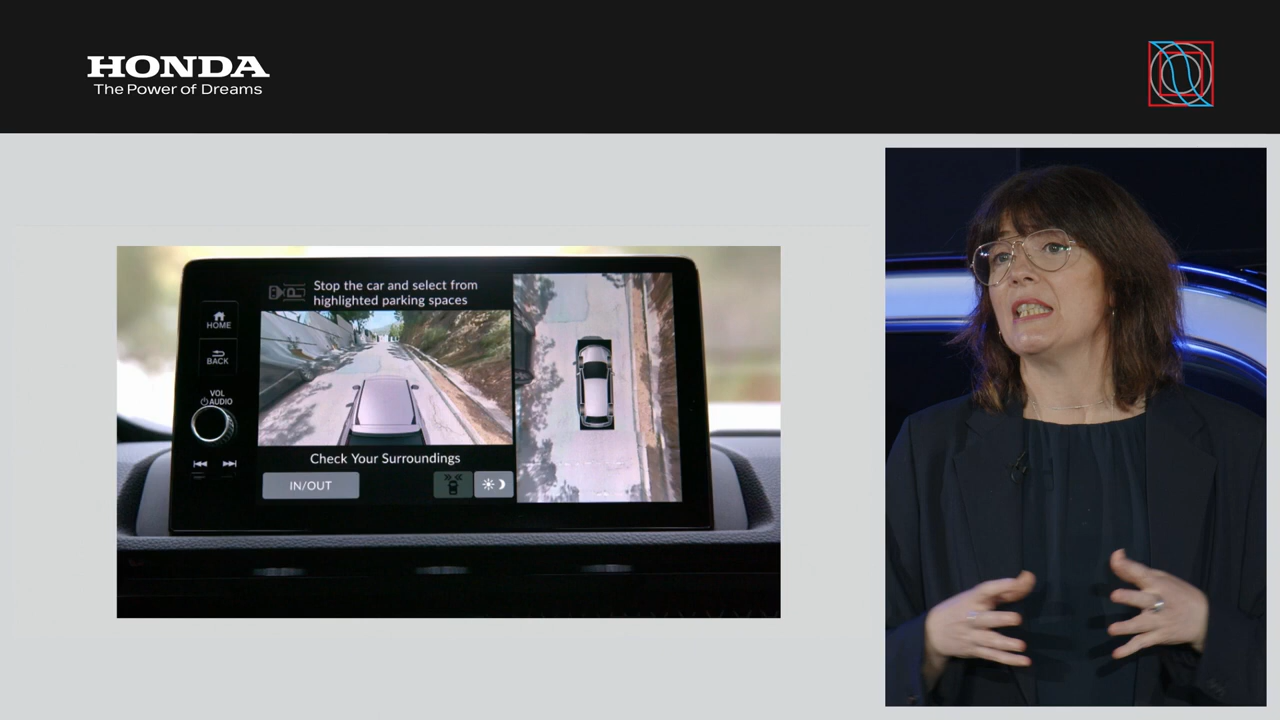 HONDA
The Power of Dreams
Stop the car and select from
highlighted parking spaces
HOME
BACK
VOL
AUDIO
Check Your Surroundings
IN/OUT